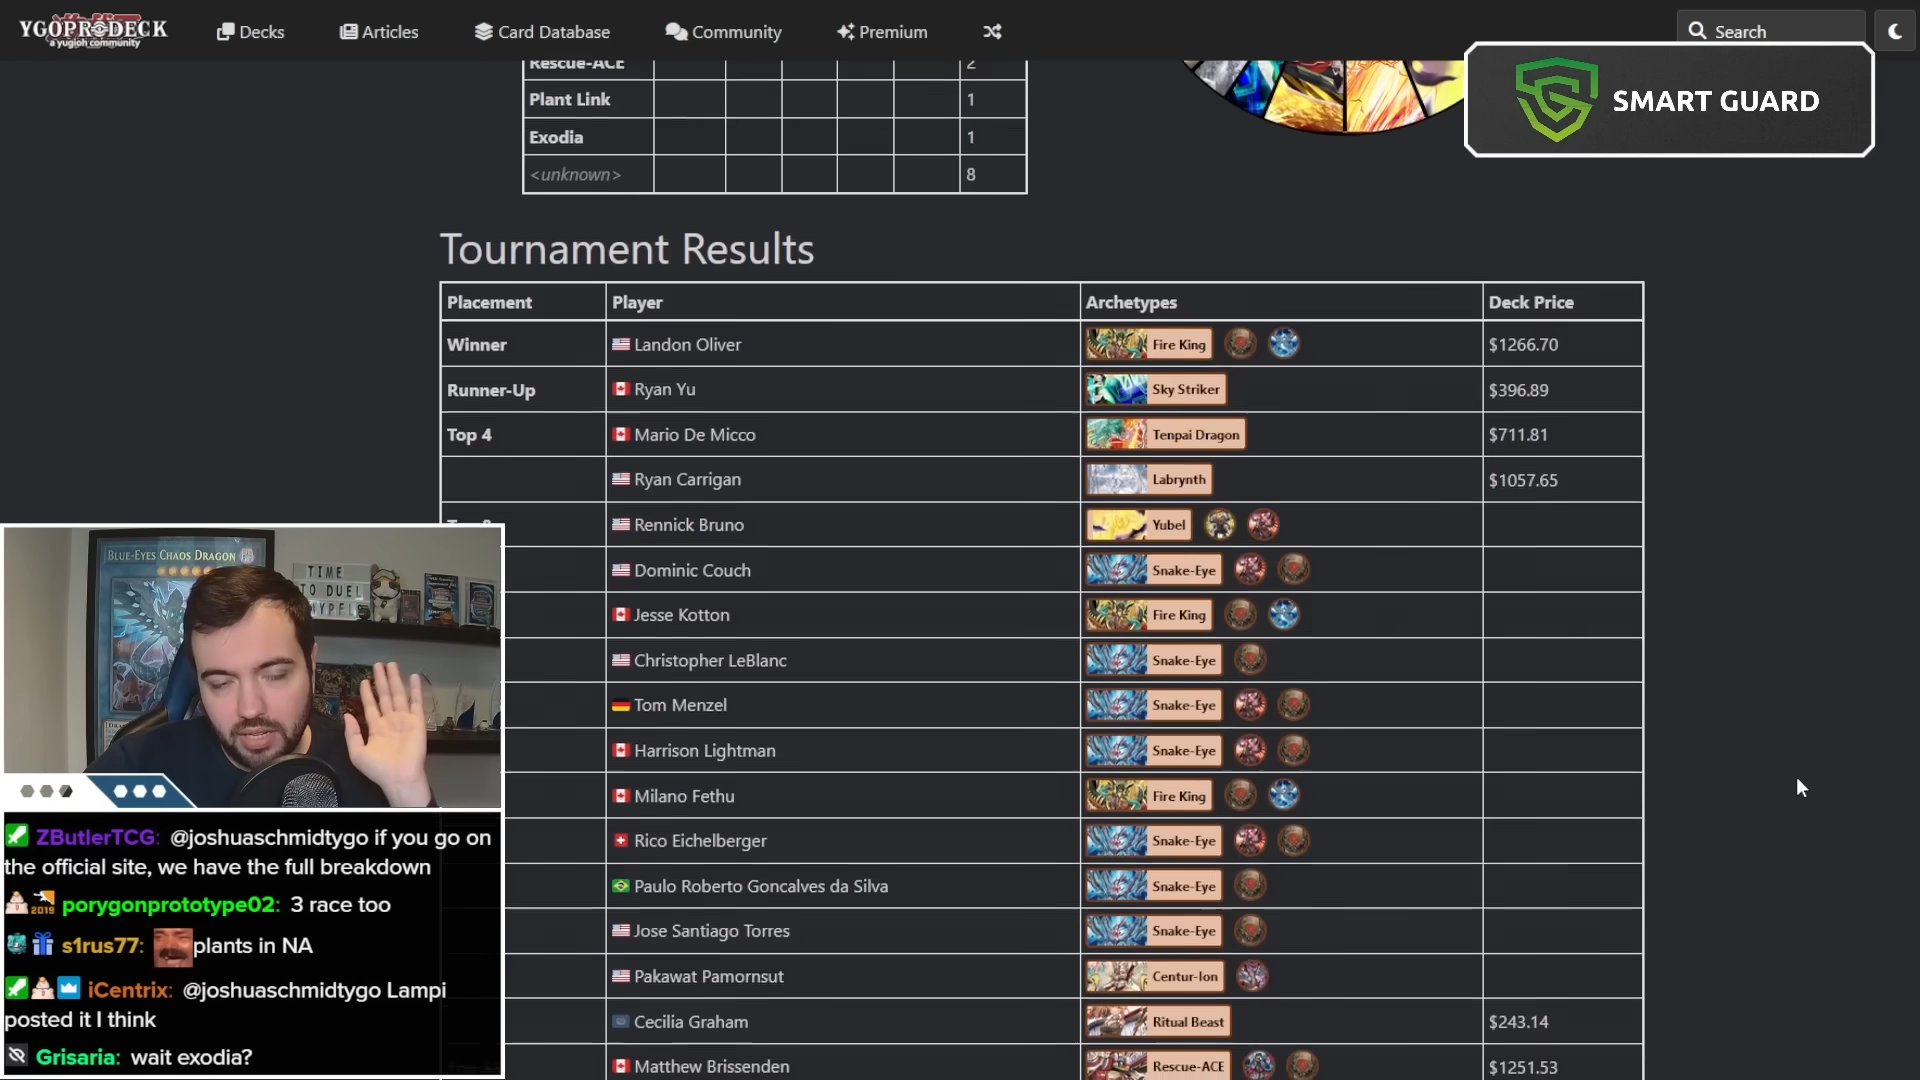 YGOPRODECK
a yugioh community
Decks
Articles
Card Database
Community
Premium
Search
SMART GUARD
Rescue-ACE 2
Plant Link 1
Exodia 1
<unknown> 8
Tournament Results
Placement Player Archetypes Deck Price
Winner Landon Oliver Fire King $1266.70
Runner-Up Ryan Yu Sky Striker $396.89
Top 4 Mario De Micco Tenpai Dragon $711.81
Ryan Carrigan Labrynth $1057.65
Rennick Bruno Yubel
Dominic Couch Snake-Eye
Jesse Kotton Fire King
Christopher LeBlanc Snake-Eye
Tom Menzel Snake-Eye
Harrison Lightman Snake-Eye
Milano Fethu Fire King
Rico Eichelberger Snake-Eye
Paulo Roberto Goncalves da Silva Snake-Eye
Jose Santiago Torres Snake-Eye
Pakawat Pamornsut Centur-Ion
Cecilia Graham Ritual Beast $243.14
Matthew Brissenden Rescue-ACE $1251.53
BLUE-EYES CHAOS DRAGON
TIME
TO DUEL
ZButlerTCG: @joshuaschmidtygo if you go on
the official site, we have the full breakdown
2019 porygonprototype02: 3 race too
s1rus77: plants in NA
iCentrix: @joshuaschmidtygo Lampi
posted it I think
Grisaria: wait exodia?